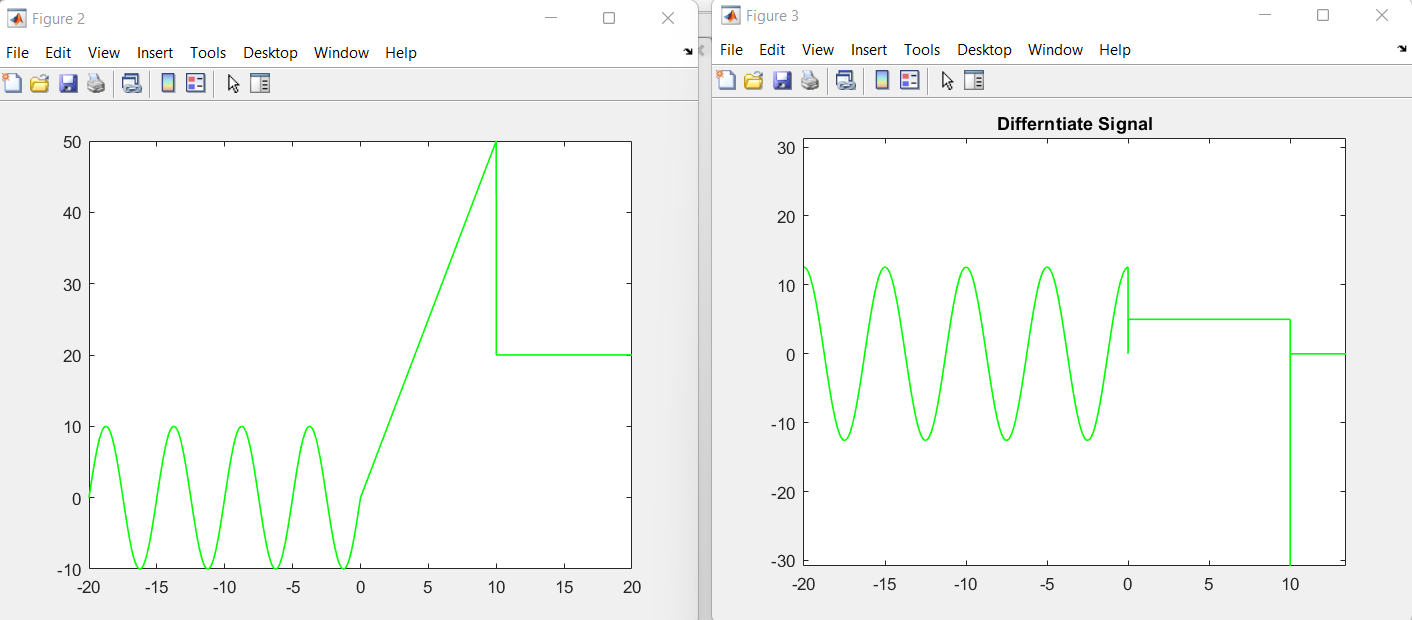 Figure 2
File Edit View Insert Tools Desktop Window Help
50
40
30
20
10
0
-10
-20 -15 -10 -5 0 5 10 15 20
Figure 3
File Edit View Insert Tools Desktop Window Help
Differntiate Signal
30
20
10
0
-10
-20
-30
-20 -15 -10 -5 0 5 10